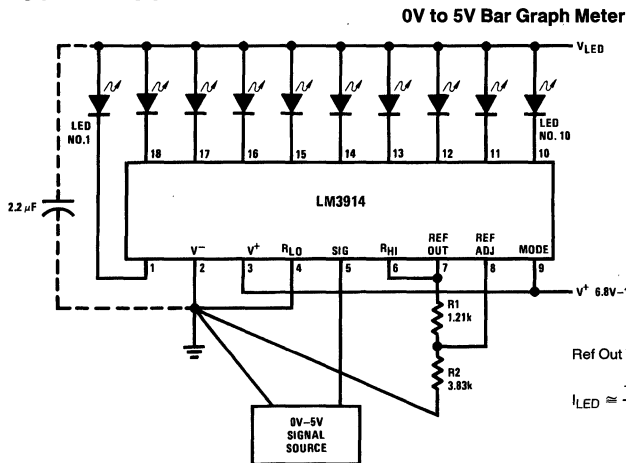 0V to 5V Bar Graph Meter
VLED
LED
NO.1
LED
NO. 10
18 17 16 15 14 13 12 11 10
2.2 μF
LM3914
V− V+ RLO SIG RHI REF OUT REF ADJ MODE
1 2 3 4 5 6 7 8 9
V+ 6.8V–
R1
1.21k
R2
3.83k
Ref Out
ILED ≅
0V–5V
SIGNAL
SOURCE